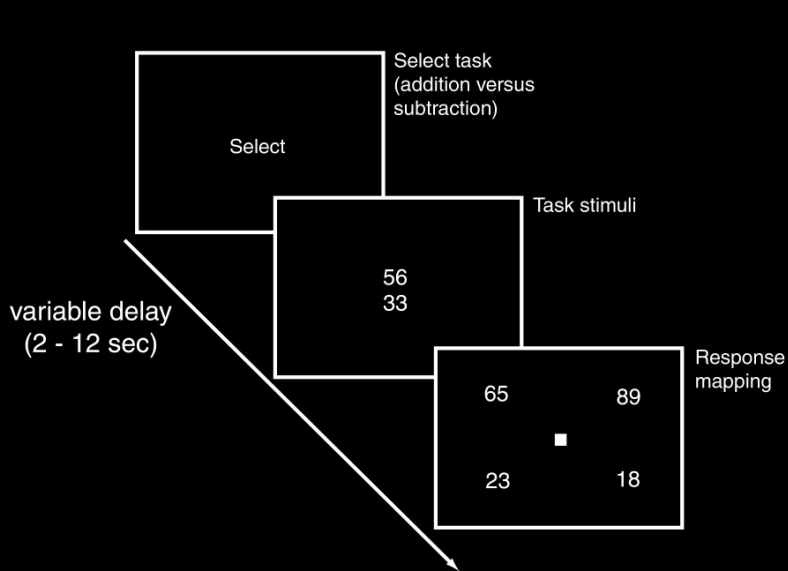 Select task
(addition versus
subtraction)
Select
Task stimuli
56
33
variable delay
(2 - 12 sec)
Response
mapping
65 89
23 18